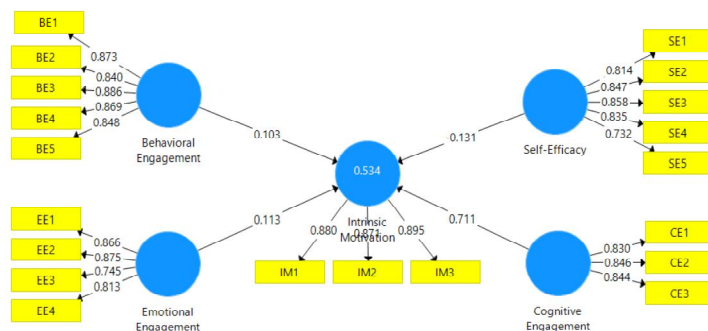 BE1
BE2
BE3
BE4
BE5
0.873
0.840
0.886
0.869
0.848
Behavioral
Engagement
0.103
SE1
SE2
SE3
SE4
SE5
0.814
0.847
0.858
0.835
0.732
Self-Efficacy
0.131
0.534
Intrinsic
Motivation
0.880
0.871
0.895
IM1
IM2
IM3
EE1
EE2
EE3
EE4
0.866
0.875
0.745
0.813
Emotional
Engagement
0.113
0.711
CE1
CE2
CE3
0.830
0.846
0.844
Cognitive
Engagement